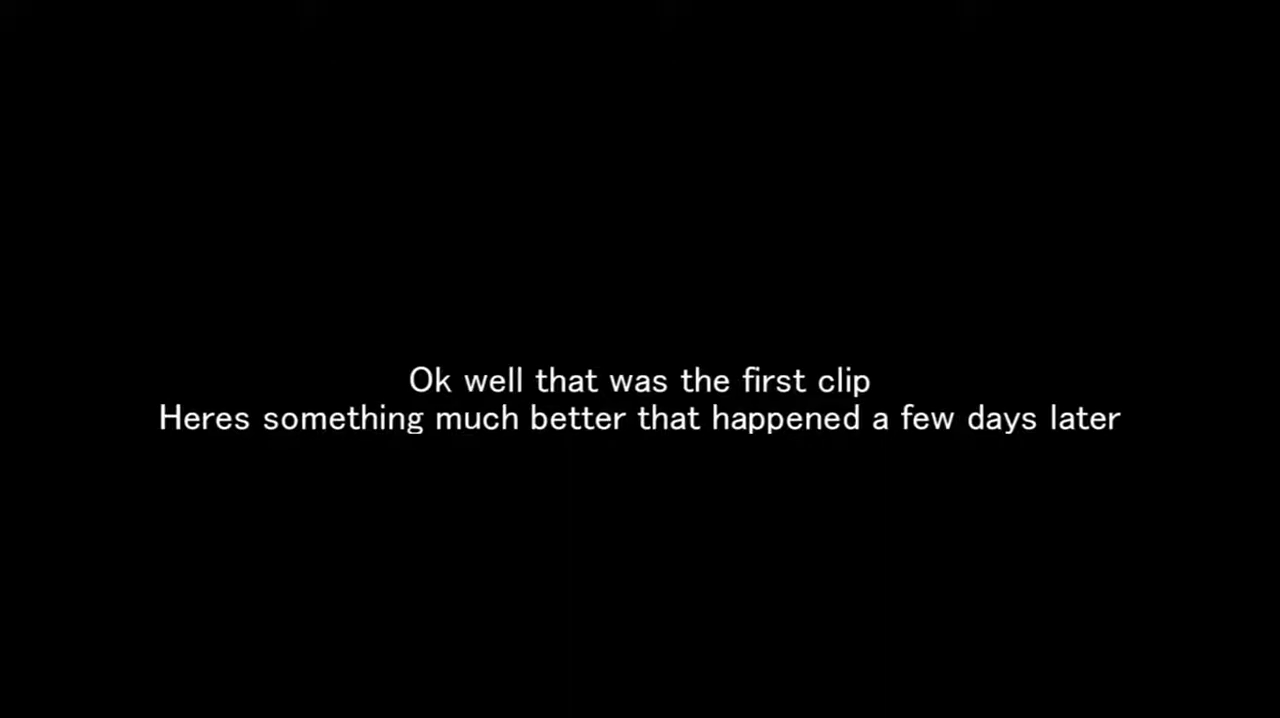 Ok well that was the first clip
Heres something much better that happened a few days later